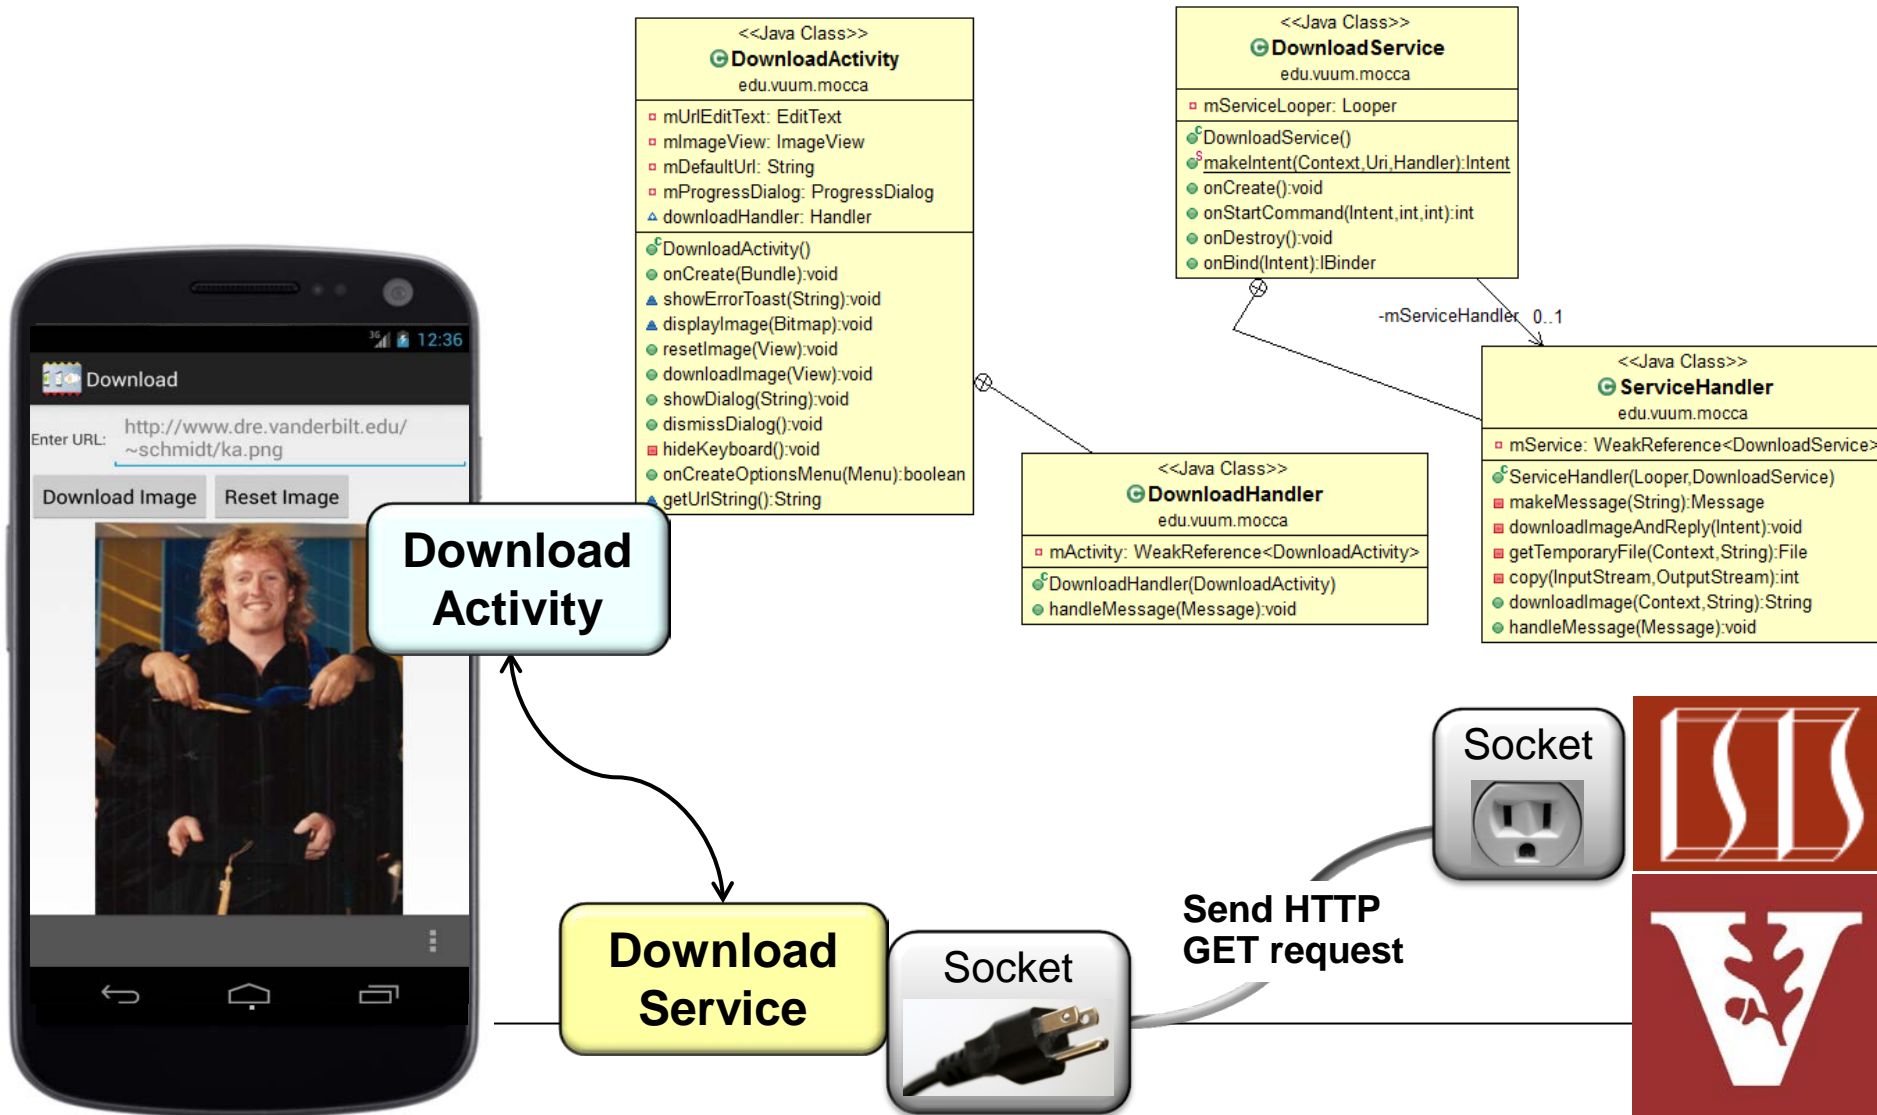 <<Java Class>>
DownloadActivity
edu.vuum.mocca
mUrlEditText: EditText
mImageView: ImageView
mDefaultUrl: String
mProgressDialog: ProgressDialog
downloadHandler: Handler
DownloadActivity()
onCreate(Bundle):void
showErrorToast(String):void
displayImage(Bitmap):void
resetImage(View):void
downloadImage(View):void
showDialog(String):void
dismissDialog():void
hideKeyboard():void
onCreateOptionsMenu(Menu):boolean
getUrlString():String
<<Java Class>>
DownloadService
edu.vuum.mocca
mServiceLooper: Looper
DownloadService()
makeIntent(Context,Uri,Handler):Intent
onCreate():void
onStartCommand(Intent,int,int):int
onDestroy():void
onBind(Intent):IBinder
-mServiceHandler 0..1
<<Java Class>>
ServiceHandler
edu.vuum.mocca
mService: WeakReference<DownloadService>
ServiceHandler(Looper,DownloadService)
makeMessage(String):Message
downloadImageAndReply(Intent):void
getTemporaryFile(Context,String):File
copy(InputStream,OutputStream):int
downloadImage(Context,String):String
handleMessage(Message):void
<<Java Class>>
DownloadHandler
edu.vuum.mocca
mActivity: WeakReference<DownloadActivity>
DownloadHandler(DownloadActivity)
handleMessage(Message):void
3G 12:36
Download
Enter URL:
http://www.dre.vanderbilt.edu/
~schmidt/ka.png
Download Image Reset Image
Download
Activity
Download
Service
Socket
Send HTTP
GET request
Socket
ISIS
V